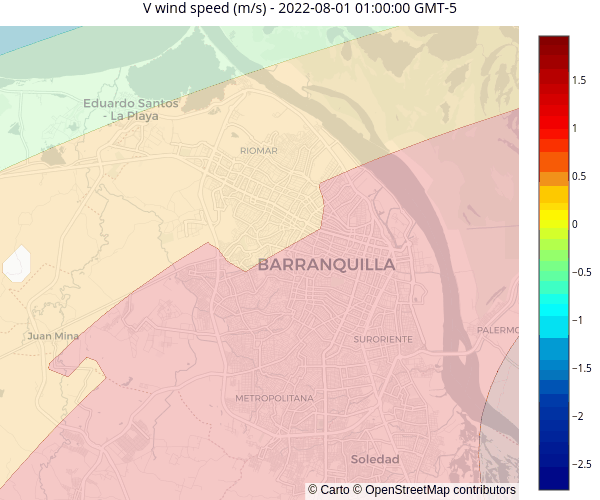 V wind speed (m/s) - 2022-08-01 01:00:00 GMT-5
Eduardo Santos
- La Playa
RIOMAR
BARRANQUILLA
Juan Mina
SURORIENTE
PALERMO
METROPOLITANA
Soledad
© Carto © OpenStreetMap contributors
1.5
1
0.5
0
−0.5
−1
−1.5
−2
−2.5